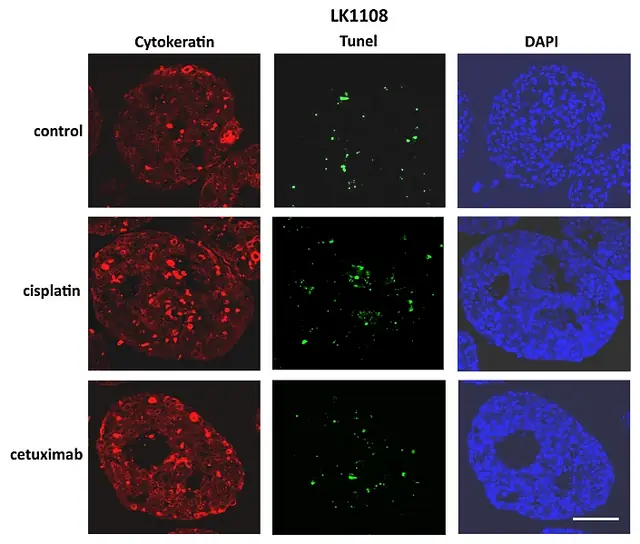 LK1108
Cytokeratin Tunel DAPI
control
cisplatin
cetuximab